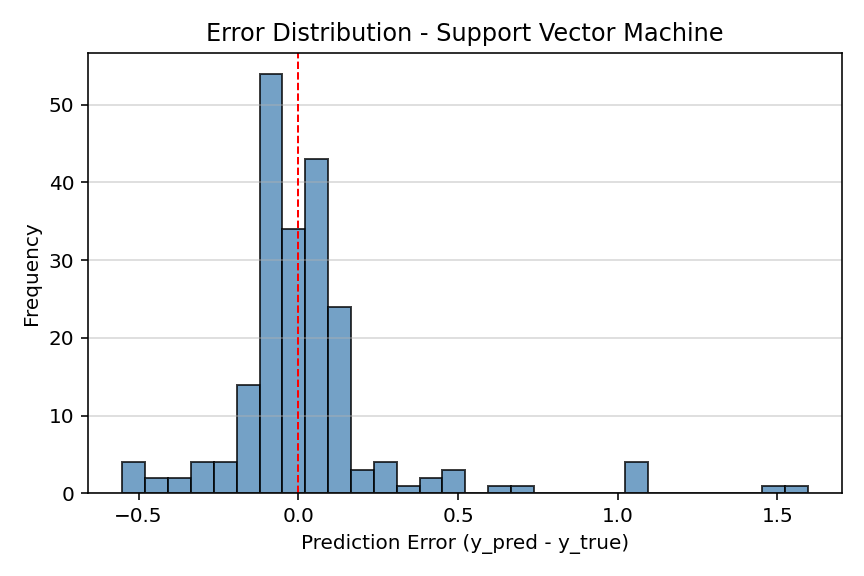 Error Distribution - Support Vector Machine
Frequency
50
40
30
20
10
0
−0.5 0.0 0.5 1.0 1.5
Prediction Error (y_pred - y_true)